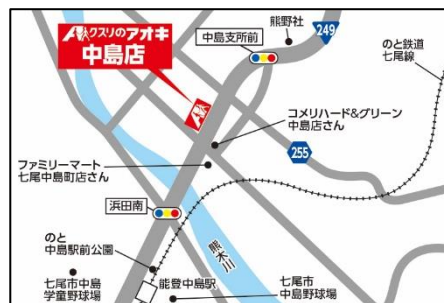 クスリのアオキ
中島店
中島支所前
熊野社
249
のと鉄道
七尾線
コメリハード&グリーン
中島店さん
255
ファミリーマート
七尾中島町店さん
浜田南
熊木川
のと
中島駅前公園
七尾市中島
学童野球場
能登中島駅
七尾市
中島野球場